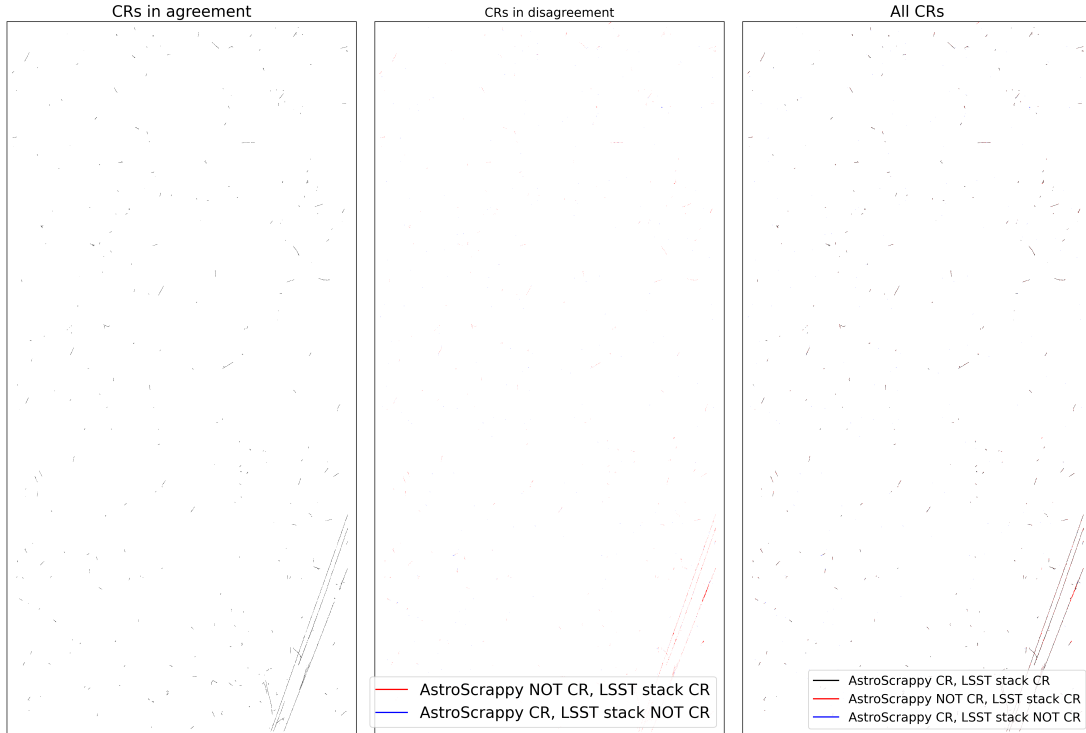 CRs in agreement
CRs in disagreement
All CRs
AstroScrappy NOT CR, LSST stack CR
AstroScrappy CR, LSST stack NOT CR
AstroScrappy CR, LSST stack CR
AstroScrappy NOT CR, LSST stack CR
AstroScrappy CR, LSST stack NOT CR